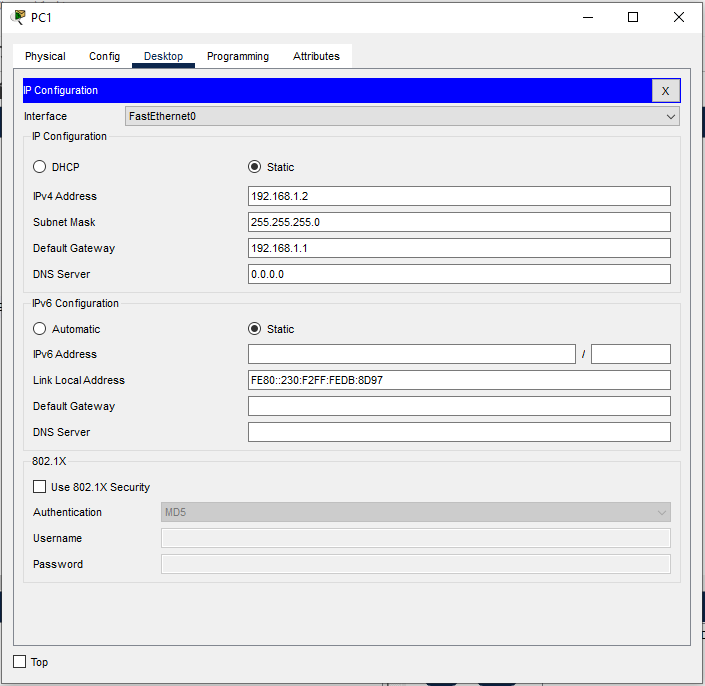 PC1
Physical Config Desktop Programming Attributes
IP Configuration X
Interface FastEthernet0
IP Configuration
DHCP Static
IPv4 Address 192.168.1.2
Subnet Mask 255.255.255.0
Default Gateway 192.168.1.1
DNS Server 0.0.0.0
IPv6 Configuration
Automatic Static
IPv6 Address /
Link Local Address FE80::230:F2FF:FEDB:8D97
Default Gateway
DNS Server
802.1X
Use 802.1X Security
Authentication MD5
Username
Password
Top